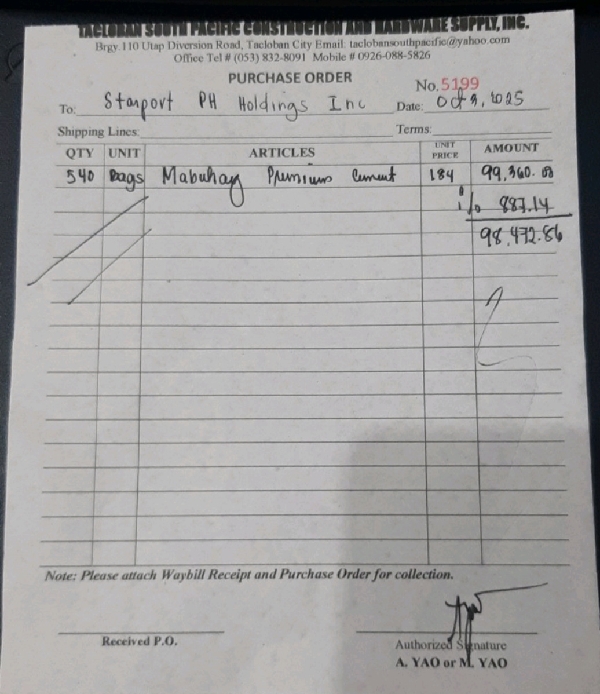 TACLOBAN SOUTH PACIFIC CONSTRUCTION AND HARDWARE SUPPLY, INC.
Brgy. 110 Utap Diversion Road, Tacloban City Email: taclobansouthpacific@yahoo.com
Office Tel # (053) 832-8091 Mobile # 0926-088-5826
PURCHASE ORDER
No. 5199
To: Starport PH Holdings Inc Date: Oct 3, 2025
Shipping Lines: Terms:
QTY UNIT ARTICLES UNIT PRICE AMOUNT
540 Bags Mabuhay Premium Cement 184 99,360.00
1% 887.14
98,472.86
Note: Please attach Waybill Receipt and Purchase Order for collection.
Received P.O. Authorized Signature
A. YAO or M. YAO